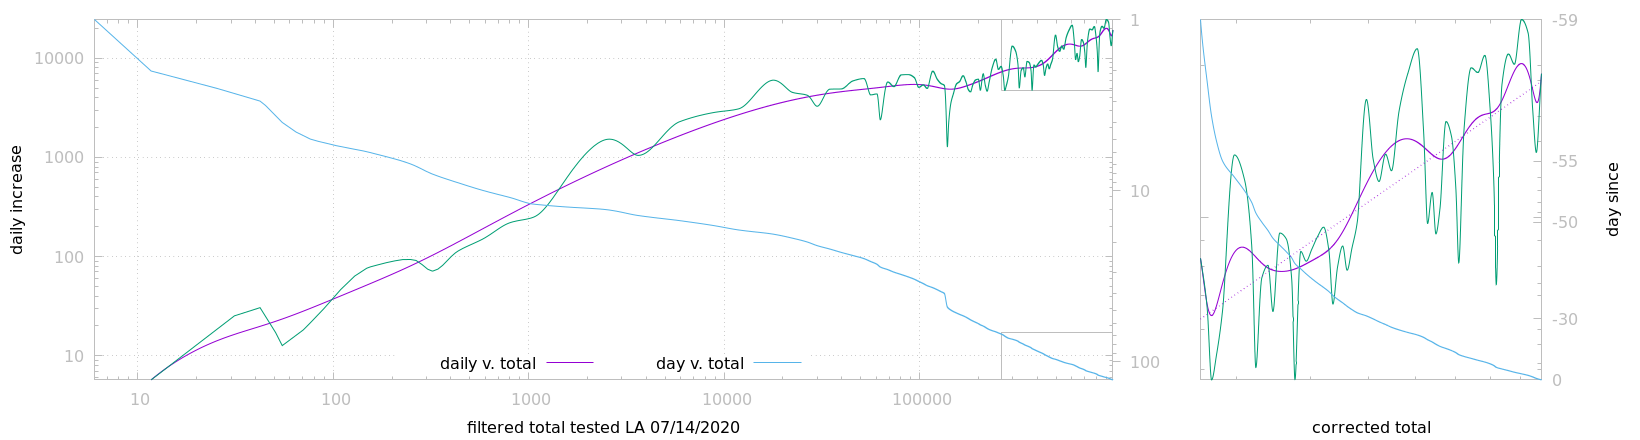 daily increase
10000
1000
100
10
10
100
1000
10000
100000
filtered total tested LA 07/14/2020
daily v. total
day v. total
1
10
100
-59
-55
-50
-30
0
day since
corrected total